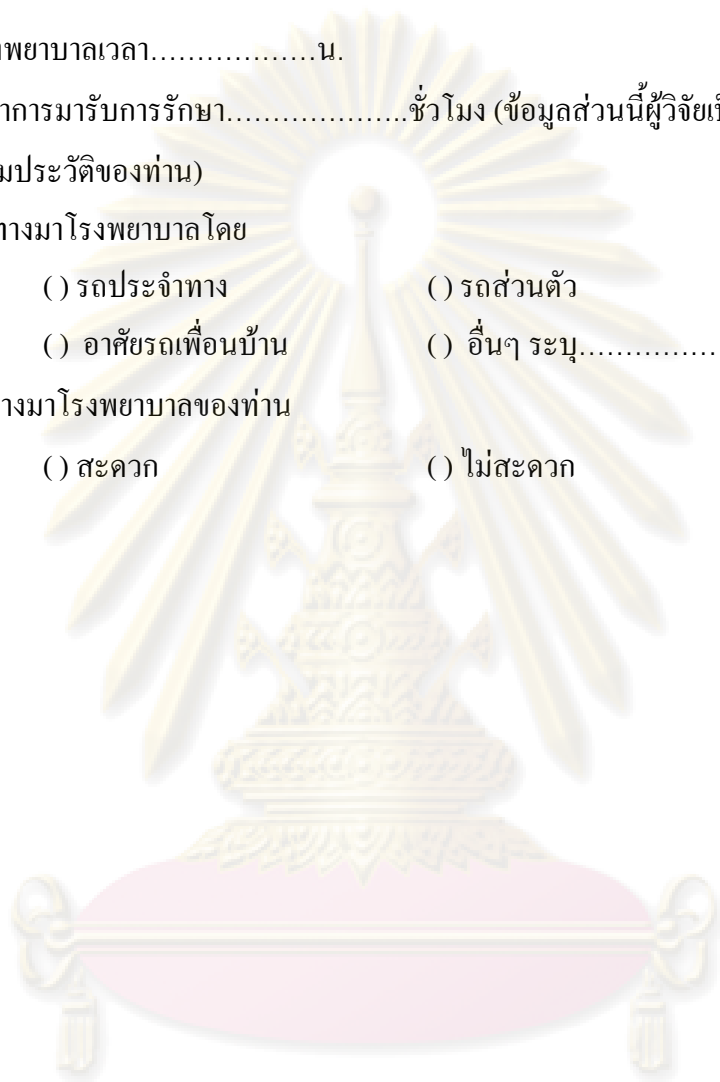 พยาบาลเวลา………………น.
การมารับการรักษา………………..ชั่วโมง (ข้อมูลส่วนนี้ผู้วิจัย
ประวัติของท่าน)
ทางมาโรงพยาบาลโดย
( ) รถประจำทาง ( ) รถส่วนตัว
( ) อาศัยรถเพื่อนบ้าน ( ) อื่นๆ ระบุ……………
ทางมาโรงพยาบาลของท่าน
( ) สะดวก ( ) ไม่สะดวก